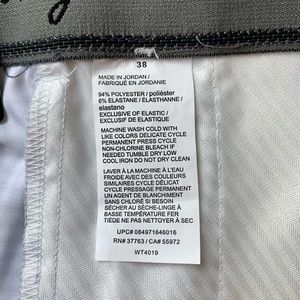 38
MADE IN JORDAN /
FABRIQUÉ EN JORDANIE
94% POLYESTER / poliéster
6% ELASTANE / ÉLASTHANNE /
elastano
EXCLUSIVE OF ELASTIC /
EXCLUSIF DE ELASTIQUE
MACHINE WASH COLD WITH
LIKE COLORS DELICATE CYCLE
PERMANENT PRESS CYCLE
NON-CHLORINE BLEACH IF
NEEDED TUMBLE DRY LOW
COOL IRON DO NOT DRY CLEAN
LAVER À LA MACHINE À L'EAU
FROIDE AVEC DES COULEURS
SIMILAIRES CYCLE DÉLICAT
CYCLE PRESSAGE PERMANENT
UN AGENT DE BLANCHIMENT
SANS CHLORE SI BESOIN
SÉCHER AU SÈCHE-LINGE À
BASSE TEMPÉRATURE FER
TIÈDE NE PAS NETTOYER À
SEC
UPC# 084971646016
RN# 37763 / CA# 55972
WT4019